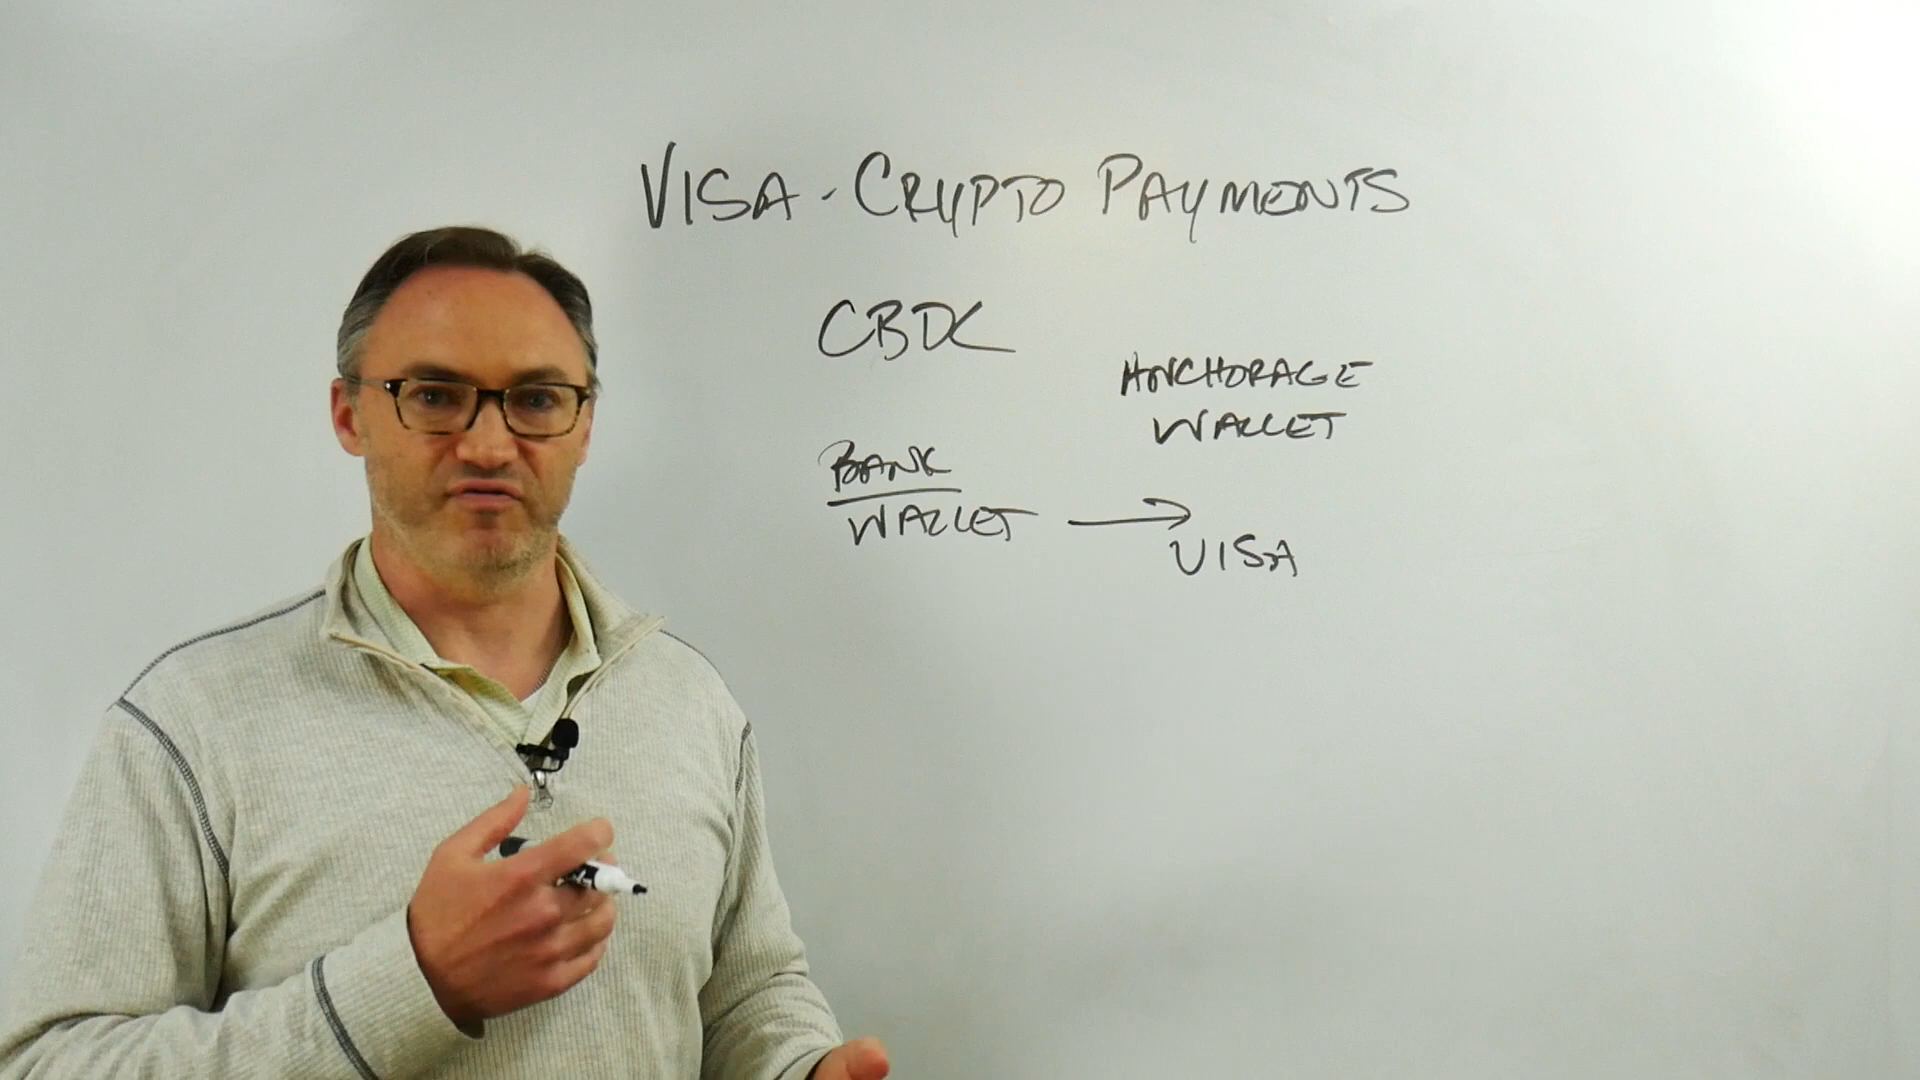 VISA - CRYPTO PAYMENTS
CBDC
ANCHORAGE
WALLET
BANK
WALLET →
VISA